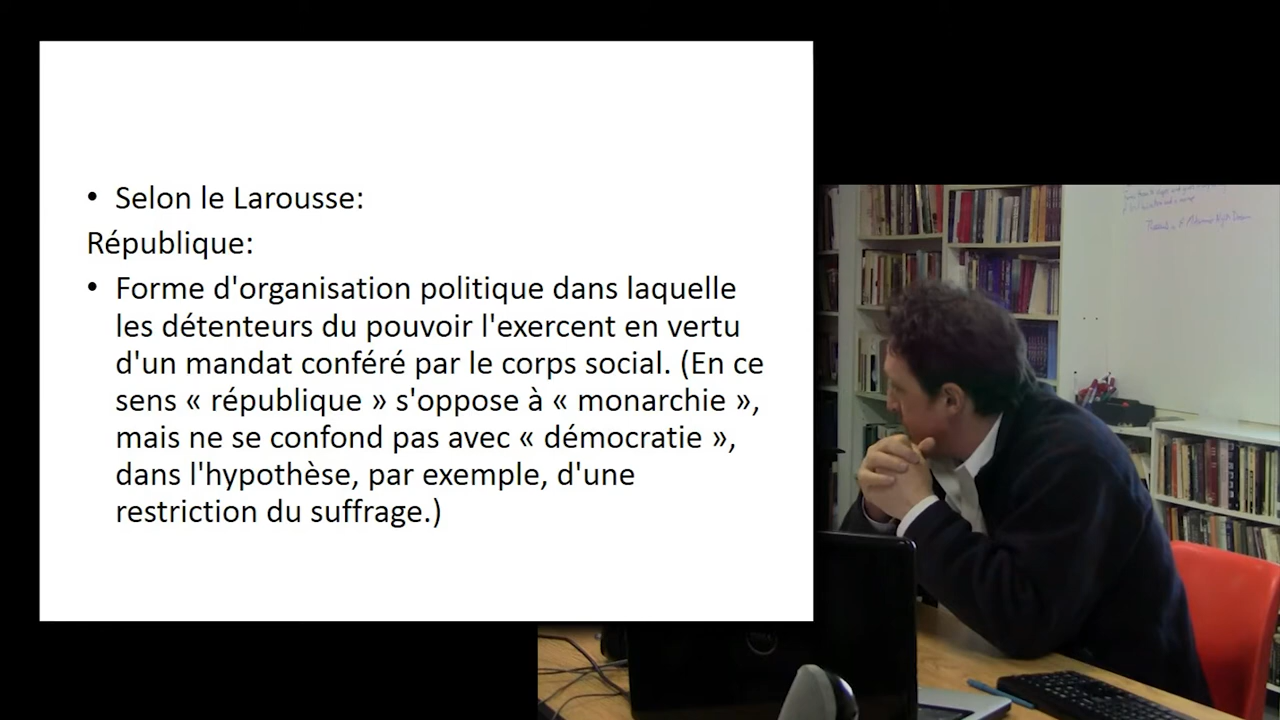 • Selon le Larousse:
République:
• Forme d'organisation politique dans laquelle
les détenteurs du pouvoir l'exercent en vertu
d'un mandat conféré par le corps social. (En ce
sens « république » s'oppose à « monarchie »,
mais ne se confond pas avec « démocratie »,
dans l'hypothèse, par exemple, d'une
restriction du suffrage.)